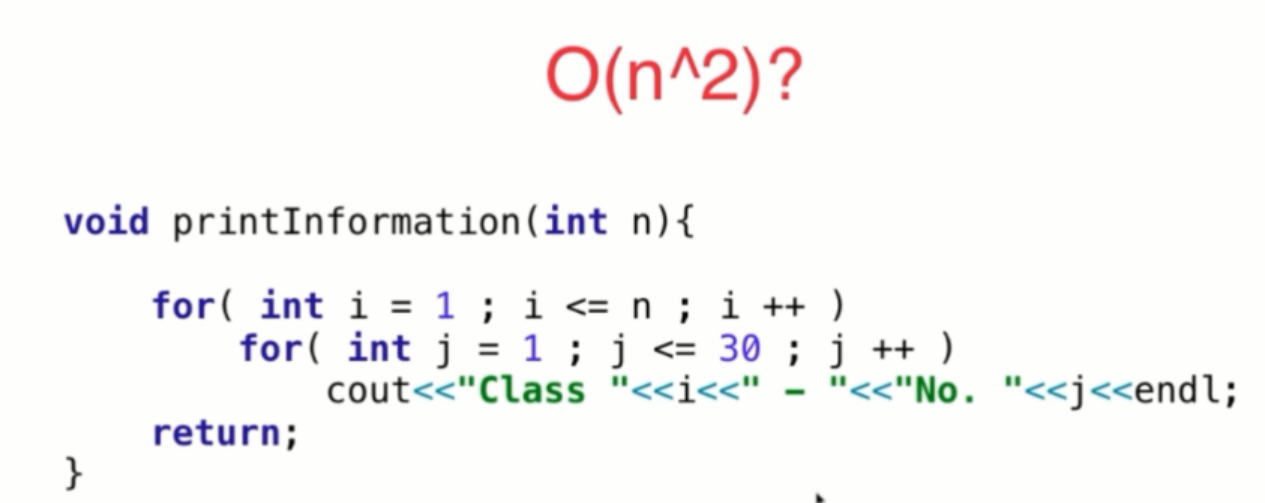 O(n^2)?
void printInformation(int n){
for( int i = 1 ; i <= n ; i ++ )
for( int j = 1 ; j <= 30 ; j ++ )
cout<<"Class "<<i<<" – "<<"No. "<<j<<endl;
return;
}